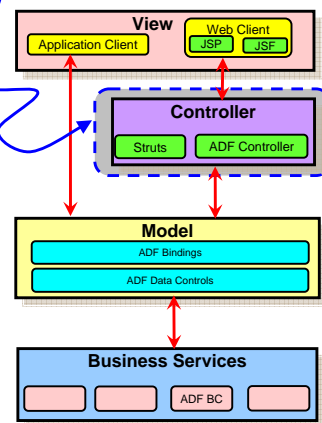 View
Application Client
Web Client
JSP
JSF
Controller
Struts
ADF Controller
Model
ADF Bindings
ADF Data Controls
Business Services
ADF BC